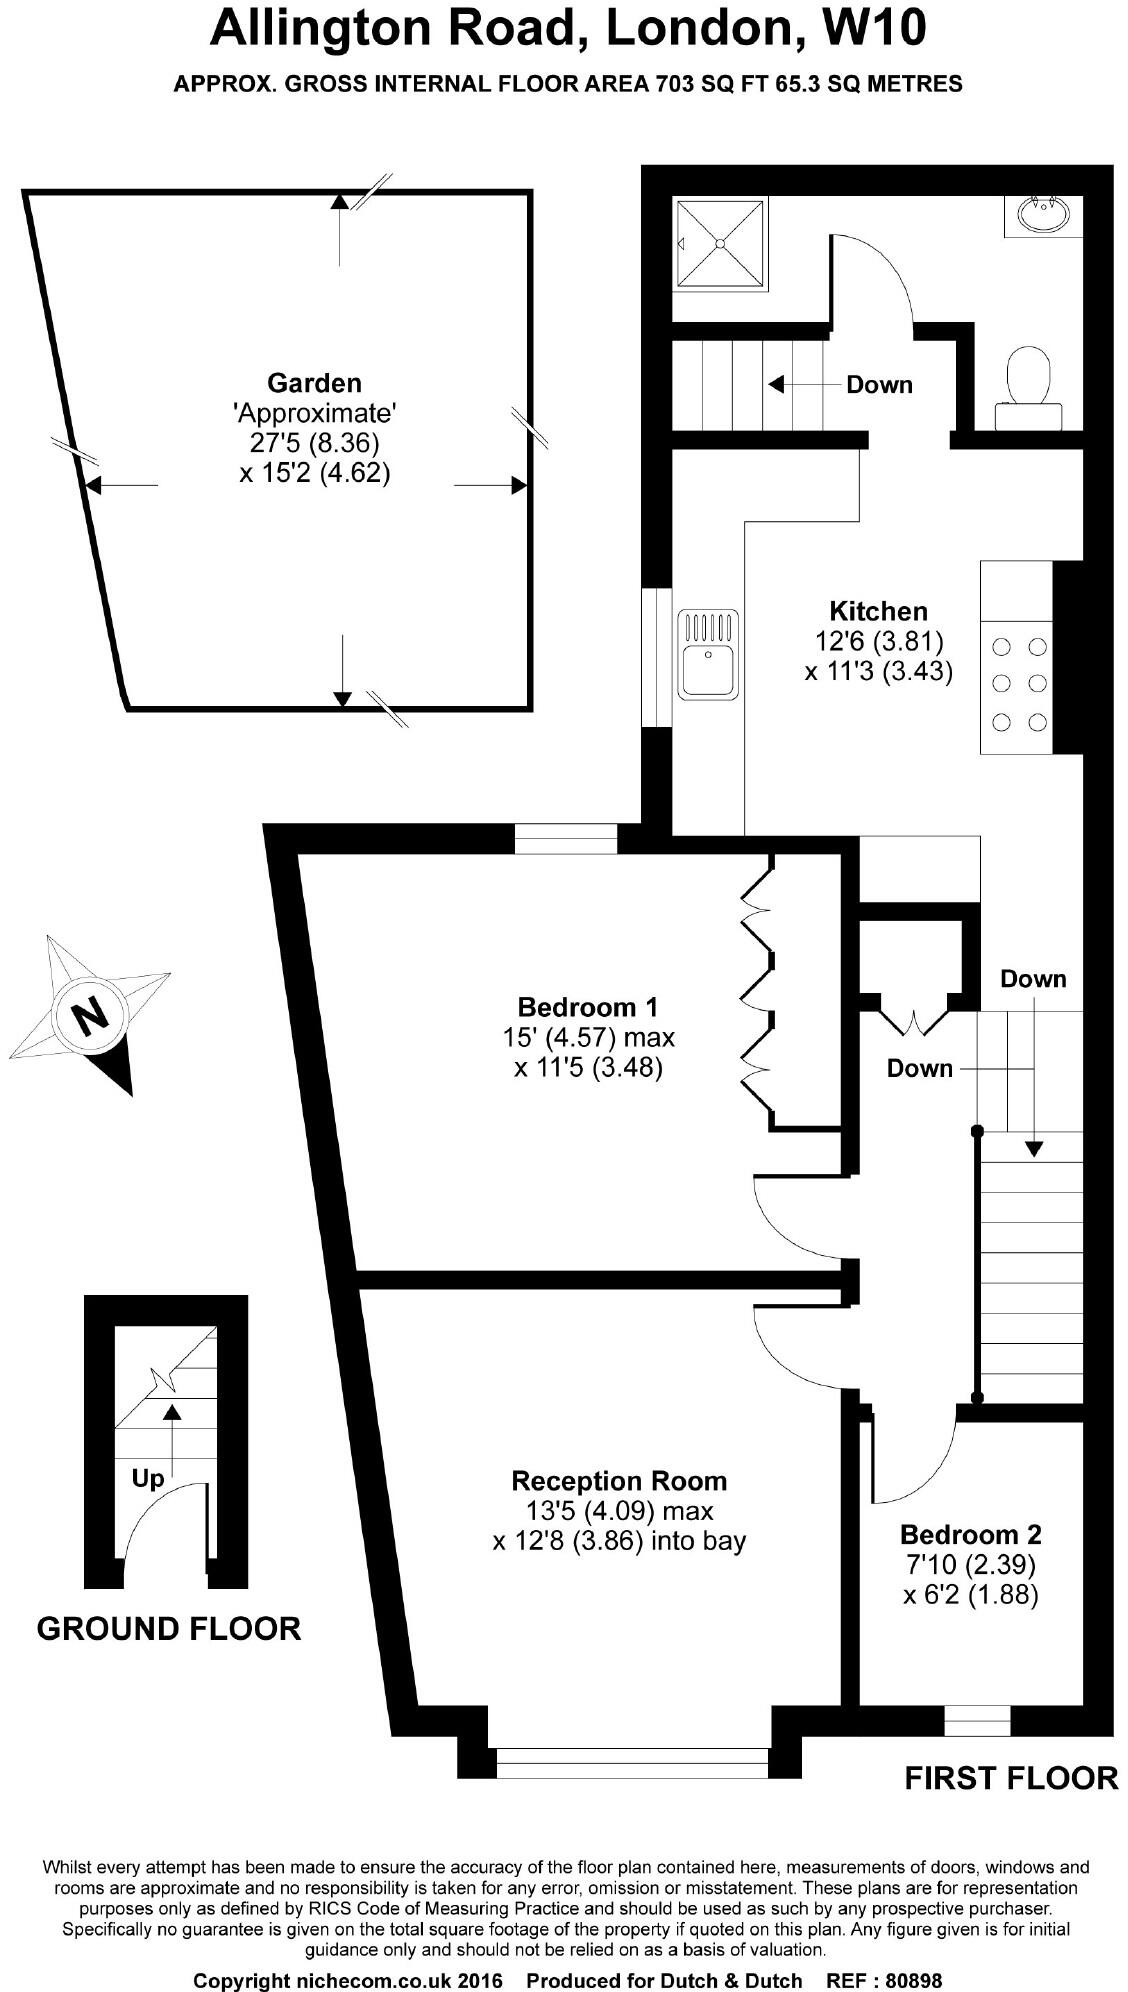 Allington Road, London, W10
APPROX. GROSS INTERNAL FLOOR AREA 703 SQ FT 65.3 SQ METRES
Garden
'Approximate'
27'5 (8.36)
x 15'2 (4.62)
Down
Kitchen
12'6 (3.81)
x 11'3 (3.43)
Down
Bedroom 1
15' (4.57) max
x 11'5 (3.48)
N
Down
Up
GROUND FLOOR
Reception Room
13'5 (4.09) max
x 12'8 (3.86) into bay
Bedroom 2
7'10 (2.39)
x 6'2 (1.88)
FIRST FLOOR
Whilst every attempt has been made to ensure the accuracy of the floor plan contained here, measurements of doors, windows and
rooms are approximate and no responsibility is taken for any error, omission or misstatement. These plans are for representation
purposes only as defined by RICS Code of Measuring Practice and should be used as such by any prospective purchaser.
Specifically no guarantee is given on the total square footage of the property if quoted on this plan. Any figure given is for initial
guidance only and should not be relied on as a basis of valuation.
Copyright nichecom.co.uk 2016 Produced for Dutch & Dutch REF : 80898